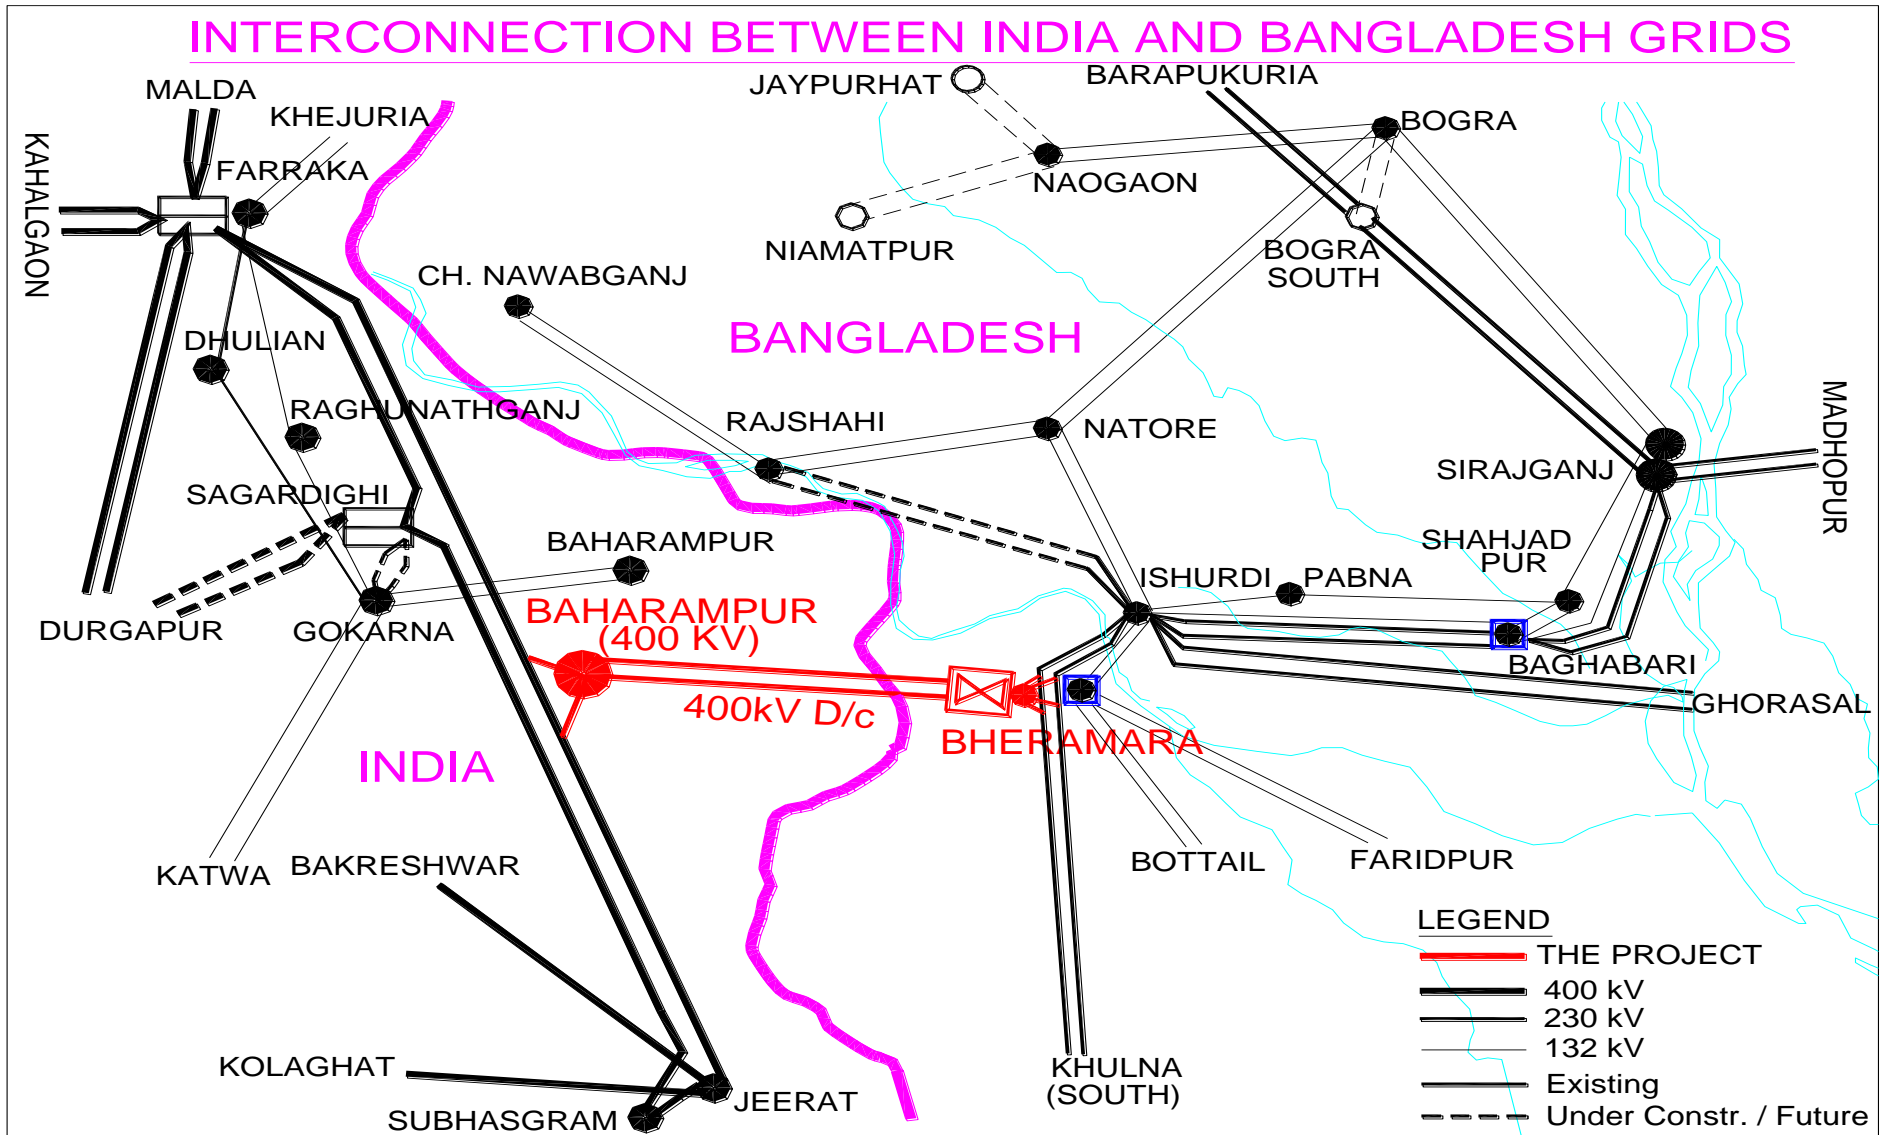 INTERCONNECTION BETWEEN INDIA AND BANGLADESH GRIDS
MALDA
KHEJURIA
FARRAKA
KAHALGAON
JAYPURHAT
BARAPUKURIA
BOGRA
NAOGAON
NIAMATPUR
BOGRA
SOUTH
CH. NAWABGANJ
BANGLADESH
DHULIAN
RAGHUNATHGANJ
RAJSHAHI
NATORE
SIRAJGANJ
MADHOPUR
SAGARDIGHI
BAHARAMPUR
SHAHJAD
PUR
ISHURDI
PABNA
DURGAPUR
GOKARNA
BAHARAMPUR
(400 KV)
BAGHABARI
GHORASAL
400kV D/c
BHERAMARA
INDIA
KATWA
BAKRESHWAR
BOTTAIL
FARIDPUR
KOLAGHAT
SUBHASGRAM
JEERAT
KHULNA
(SOUTH)
LEGEND
THE PROJECT
400 kV
230 kV
132 kV
Existing
Under Constr. / Future